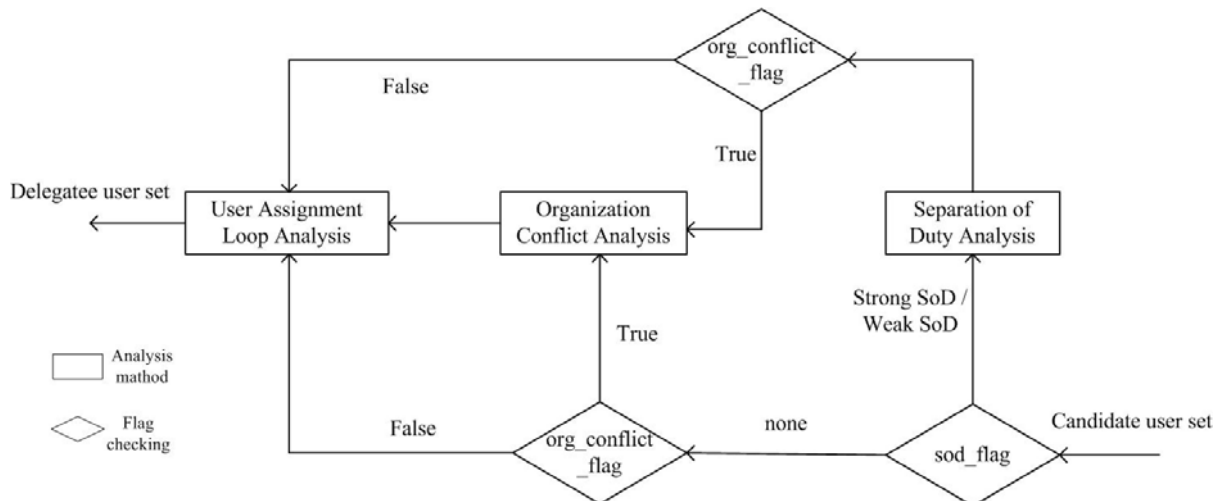 org_conflict
_flag
False
True
Delegatee user set
User Assignment
Loop Analysis
Organization
Conflict Analysis
Separation of
Duty Analysis
Strong SoD /
Weak SoD
True
Analysis
mathod
Flag
checking
False
org_conflict
_flag
none
sod_flag
Candidate user set